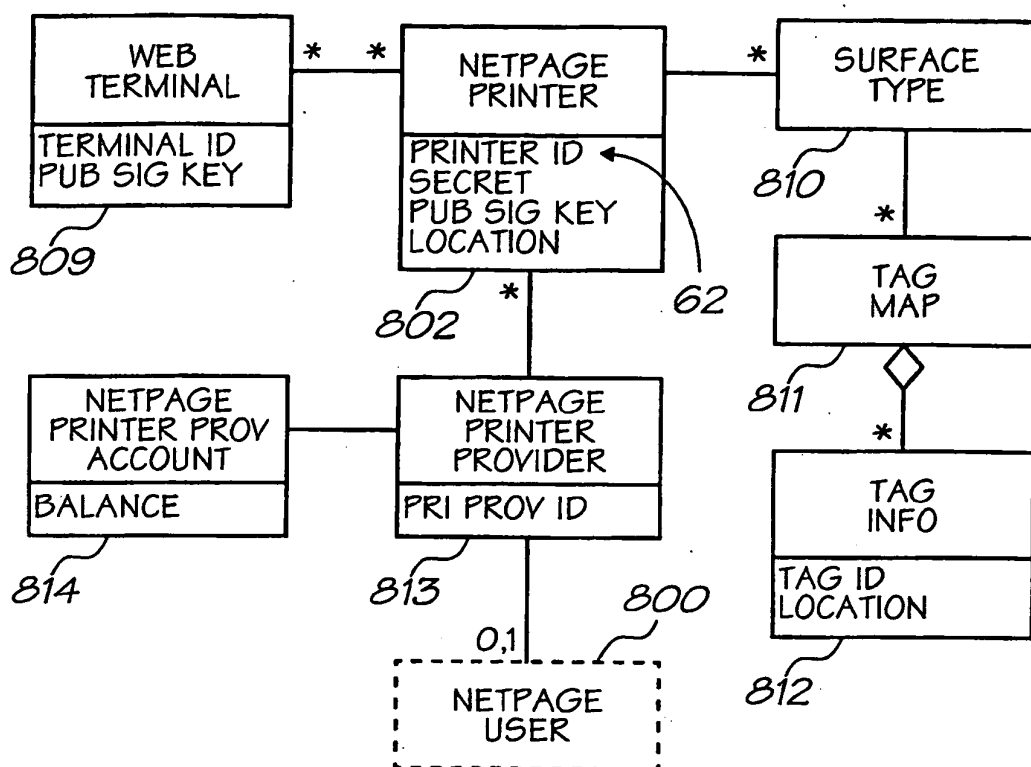 WEB
TERMINAL
TERMINAL ID
PUB SIG KEY
809
* *
NETPAGE
PRINTER
PRINTER ID
SECRET
PUB SIG KEY
LOCATION
802
62
*
*
SURFACE
TYPE
810
*
TAG
MAP
811
*
NETPAGE
PRINTER PROV
ACCOUNT
BALANCE
814
NETPAGE
PRINTER
PROVIDER
PRI PROV ID
813
TAG
INFO
TAG ID
LOCATION
812
0,1
800
NETPAGE
USER